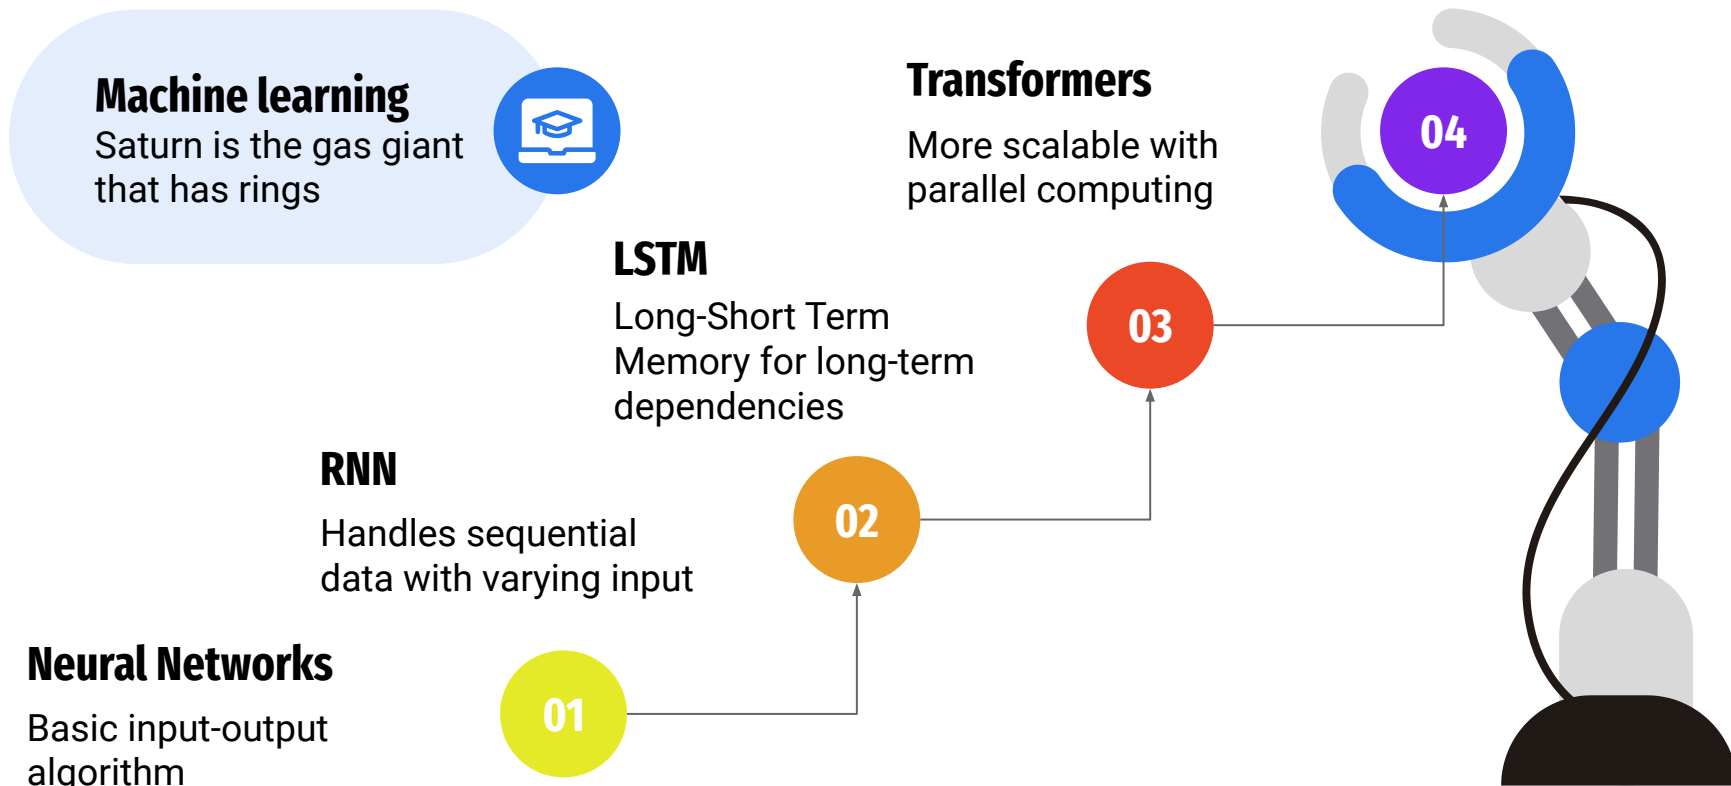 Machine learning
Saturn is the gas giant
that has rings
Transformers
More scalable with
parallel computing
04
LSTM
Long-Short Term
Memory for long-term
dependencies
03
RNN
Handles sequential
data with varying input
02
Neural Networks
Basic input-output
algorithm
01